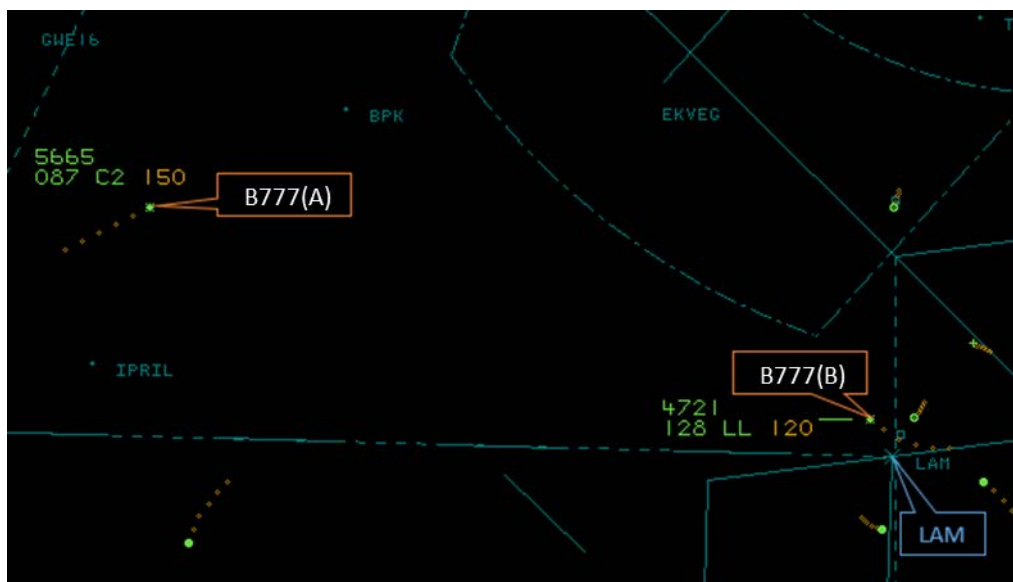 GWE16
BPK
EKVEG
5665
087 C2 150
B777(A)
IPRIL
B777(B)
4721
128 LL 120
LAM
LAM